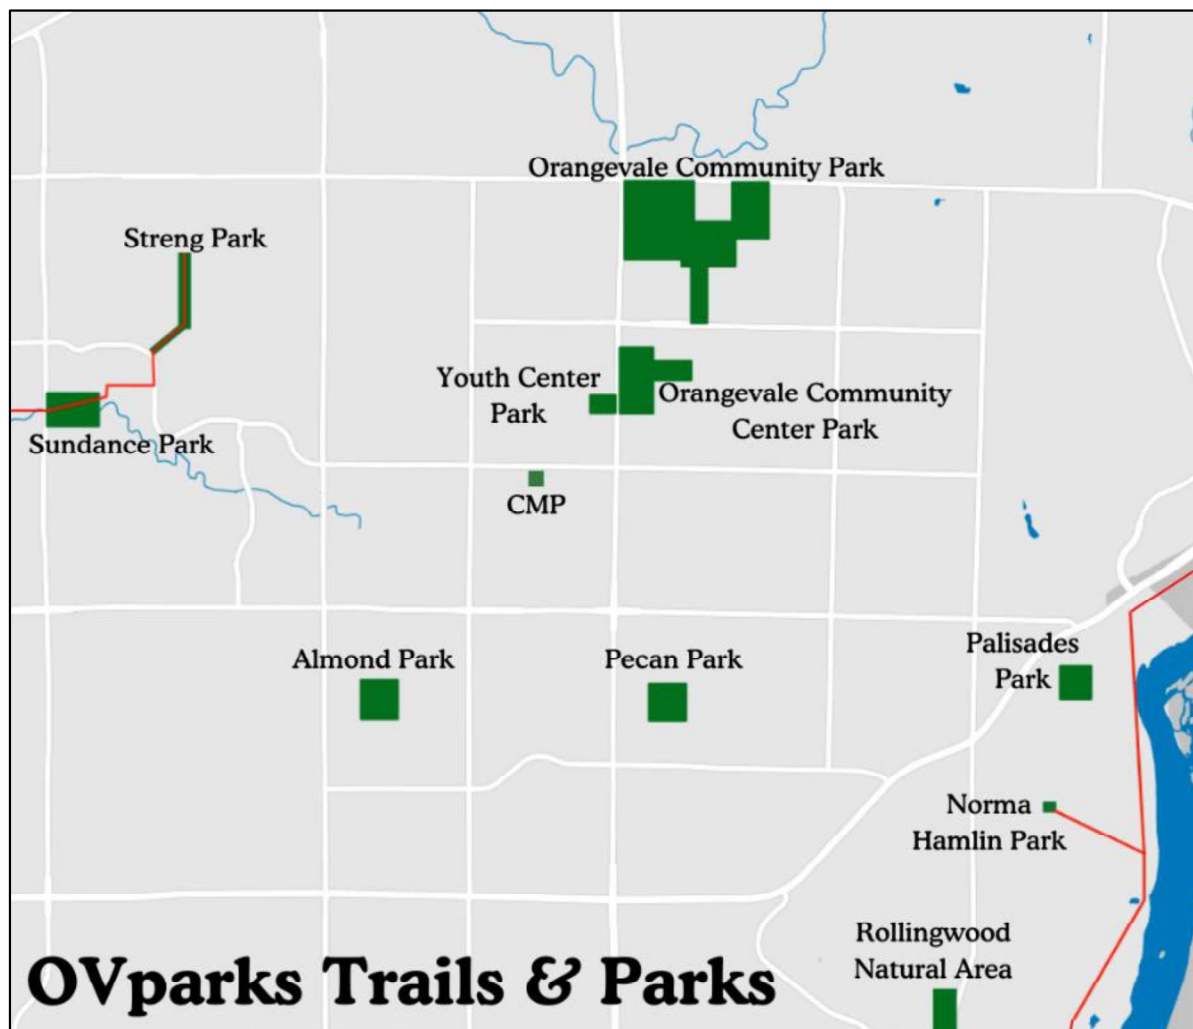 Orangevale Community Park
Streng Park
Youth Center
Park
Orangevale Community
Center Park
Sundance Park
CMP
Almond Park
Pecan Park
Palisades
Park
Norma
Hamlin Park
Rollingwood
Natural Area
OVparks Trails & Parks